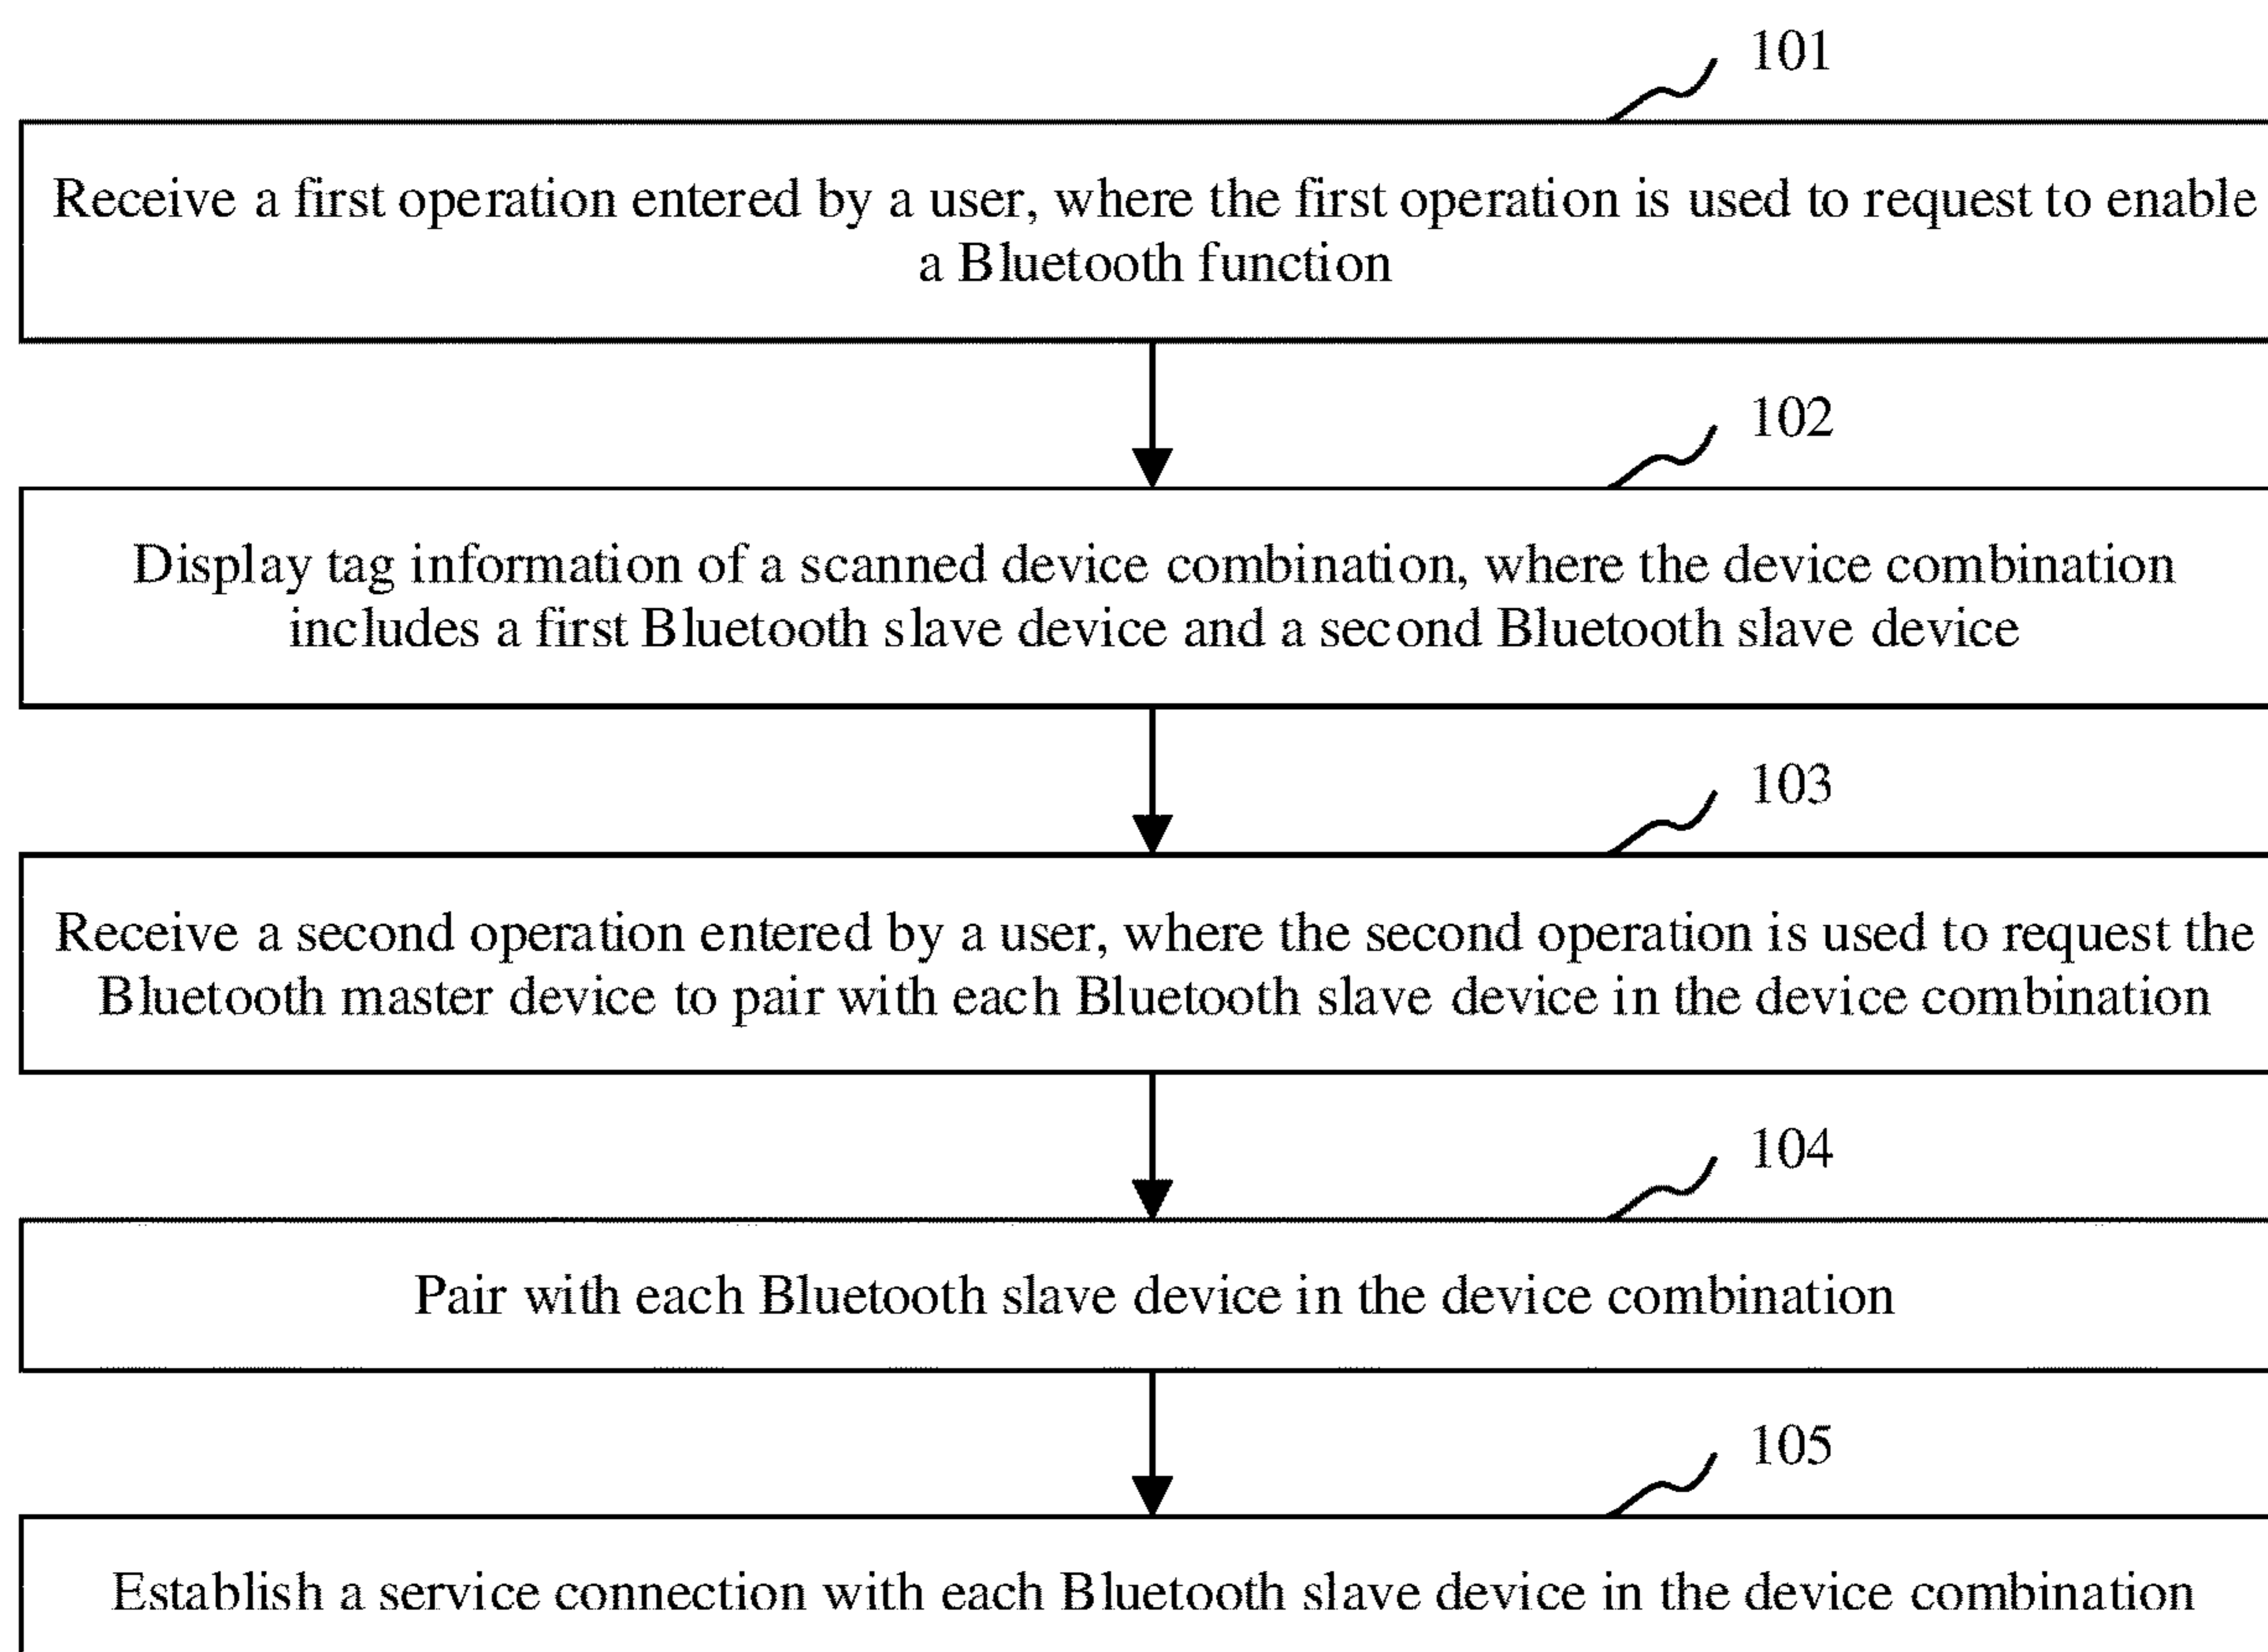 101
Receive a first operation entered by a user, where the first operation is used to request to enable
a Bluetooth function
102
Display tag information of a scanned device combination, where the device combination
includes a first Bluetooth slave device and a second Bluetooth slave device
103
Receive a second operation entered by a user, where the second operation is used to request the
Bluetooth master device to pair with each Bluetooth slave device in the device combination
104
Pair with each Bluetooth slave device in the device combination
105
Establish a service connection with each Bluetooth slave device in the device combination